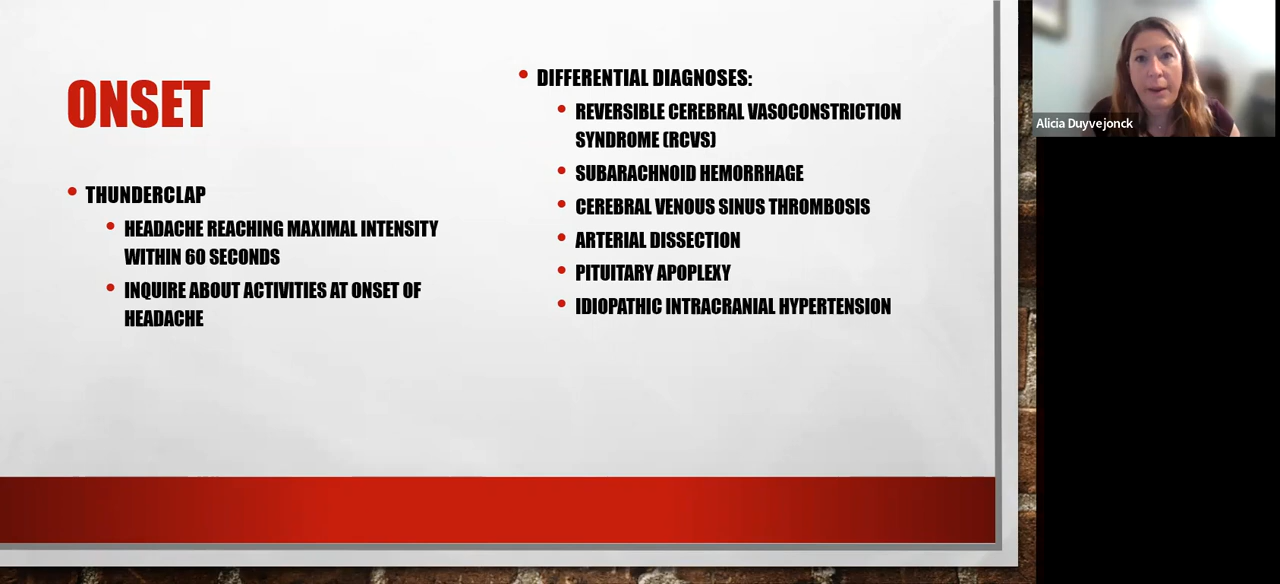 ONSET
THUNDERCLAP
HEADACHE REACHING MAXIMAL INTENSITY
WITHIN 60 SECONDS
INQUIRE ABOUT ACTIVITIES AT ONSET OF
HEADACHE
DIFFERENTIAL DIAGNOSES:
REVERSIBLE CEREBRAL VASOCONSTRICTION
SYNDROME (RCVS)
SUBARACHNOID HEMORRHAGE
CEREBRAL VENOUS SINUS THROMBOSIS
ARTERIAL DISSECTION
PITUITARY APOPLEXY
IDIOPATHIC INTRACRANIAL HYPERTENSION
Alicia Duyvejonck